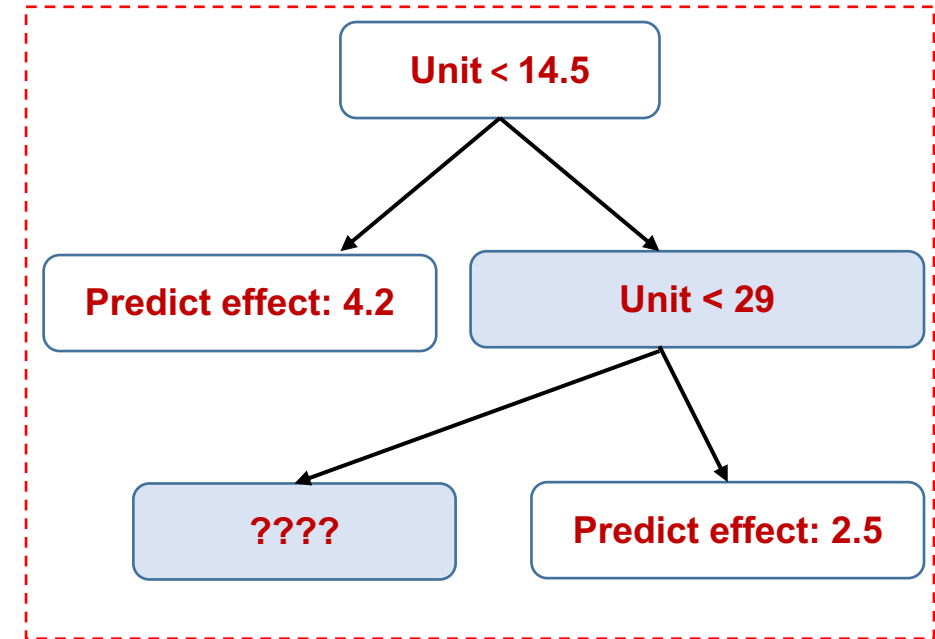 Unit < 14.5
Predict effect: 4.2
Unit < 29
????
Predict effect: 2.5